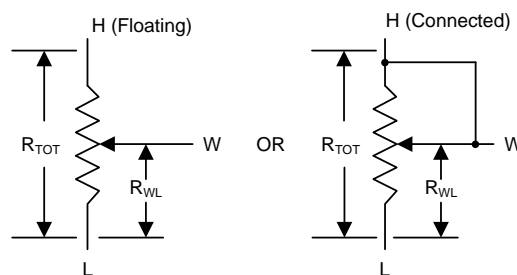 H (Floating)
R_TOT
W
R_WL
L
OR
H (Connected)
R_TOT
W
R_WL
L